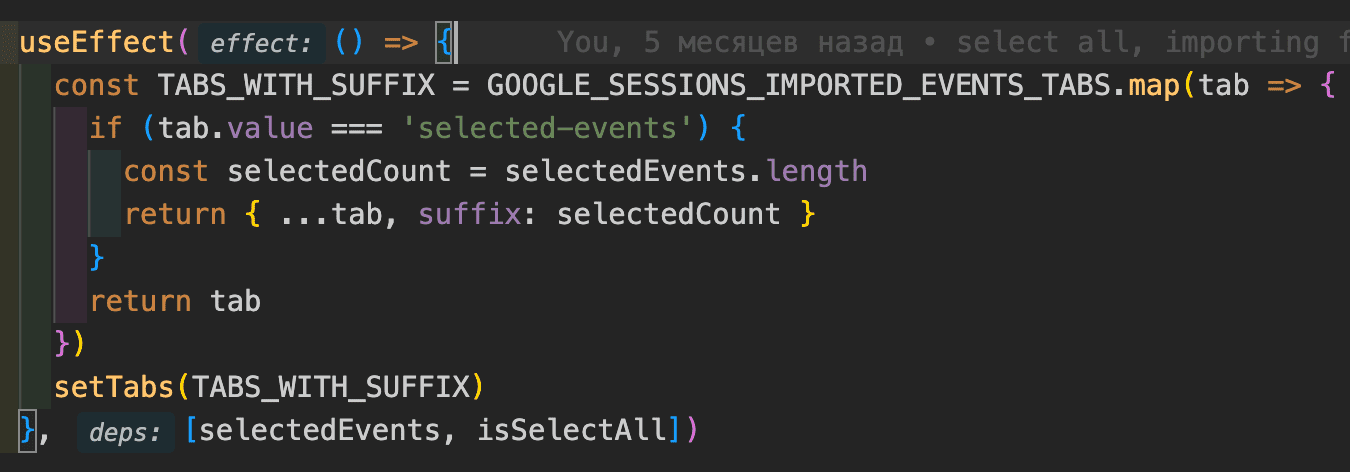 useEffect( effect: () => {    You, 5 месяцев назад • select all, importing
  const TABS_WITH_SUFFIX = GOOGLE_SESSIONS_IMPORTED_EVENTS_TABS.map(tab => {
    if (tab.value === 'selected-events') {
      const selectedCount = selectedEvents.length
      return { ...tab, suffix: selectedCount }
    }
    return tab
  })
  setTabs(TABS_WITH_SUFFIX)
}, deps: [selectedEvents, isSelectAll])